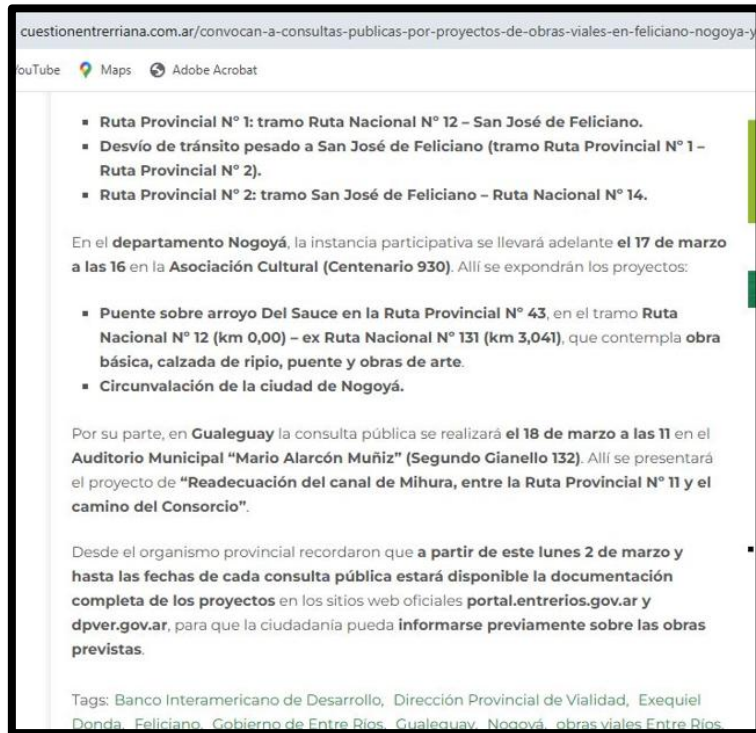 cuestionentrerriana.com.ar/convocan-a-consultas-publicas-por-proyectos-de-obras-viales-en-feliciano-nogoya-y
YouTube Maps Adobe Acrobat
▪ Ruta Provincial Nº 1: tramo Ruta Nacional Nº 12 – San José de Feliciano.
▪ Desvío de tránsito pesado a San José de Feliciano (tramo Ruta Provincial Nº 1 –
Ruta Provincial Nº 2).
▪ Ruta Provincial Nº 2: tramo San José de Feliciano – Ruta Nacional Nº 14.
En el departamento Nogoyá, la instancia participativa se llevará adelante el 17 de marzo
a las 16 en la Asociación Cultural (Centenario 930). Allí se expondrán los proyectos:
▪ Puente sobre arroyo Del Sauce en la Ruta Provincial Nº 43, en el tramo Ruta
Nacional Nº 12 (km 0,00) – ex Ruta Nacional Nº 131 (km 3,041), que contempla obra
básica, calzada de ripio, puente y obras de arte.
▪ Circunvalación de la ciudad de Nogoyá.
Por su parte, en Gualeguay la consulta pública se realizará el 18 de marzo a las 11 en el
Auditorio Municipal “Mario Alarcón Muñiz” (Segundo Gianello 132). Allí se presentará
el proyecto de “Readecuación del canal de Mihura, entre la Ruta Provincial Nº 11 y el
camino del Consorcio”.
Desde el organismo provincial recordaron que a partir de este lunes 2 de marzo y
hasta las fechas de cada consulta pública estará disponible la documentación
completa de los proyectos en los sitios web oficiales portal.entrerios.gov.ar y
dpver.gov.ar, para que la ciudadanía pueda informarse previamente sobre las obras
previstas.
Tags: Banco Interamericano de Desarrollo, Dirección Provincial de Vialidad, Exequiel
Donda, Feliciano, Gobierno de Entre Ríos, Gualeguay, Nogoyá, obras viales Entre Ríos,